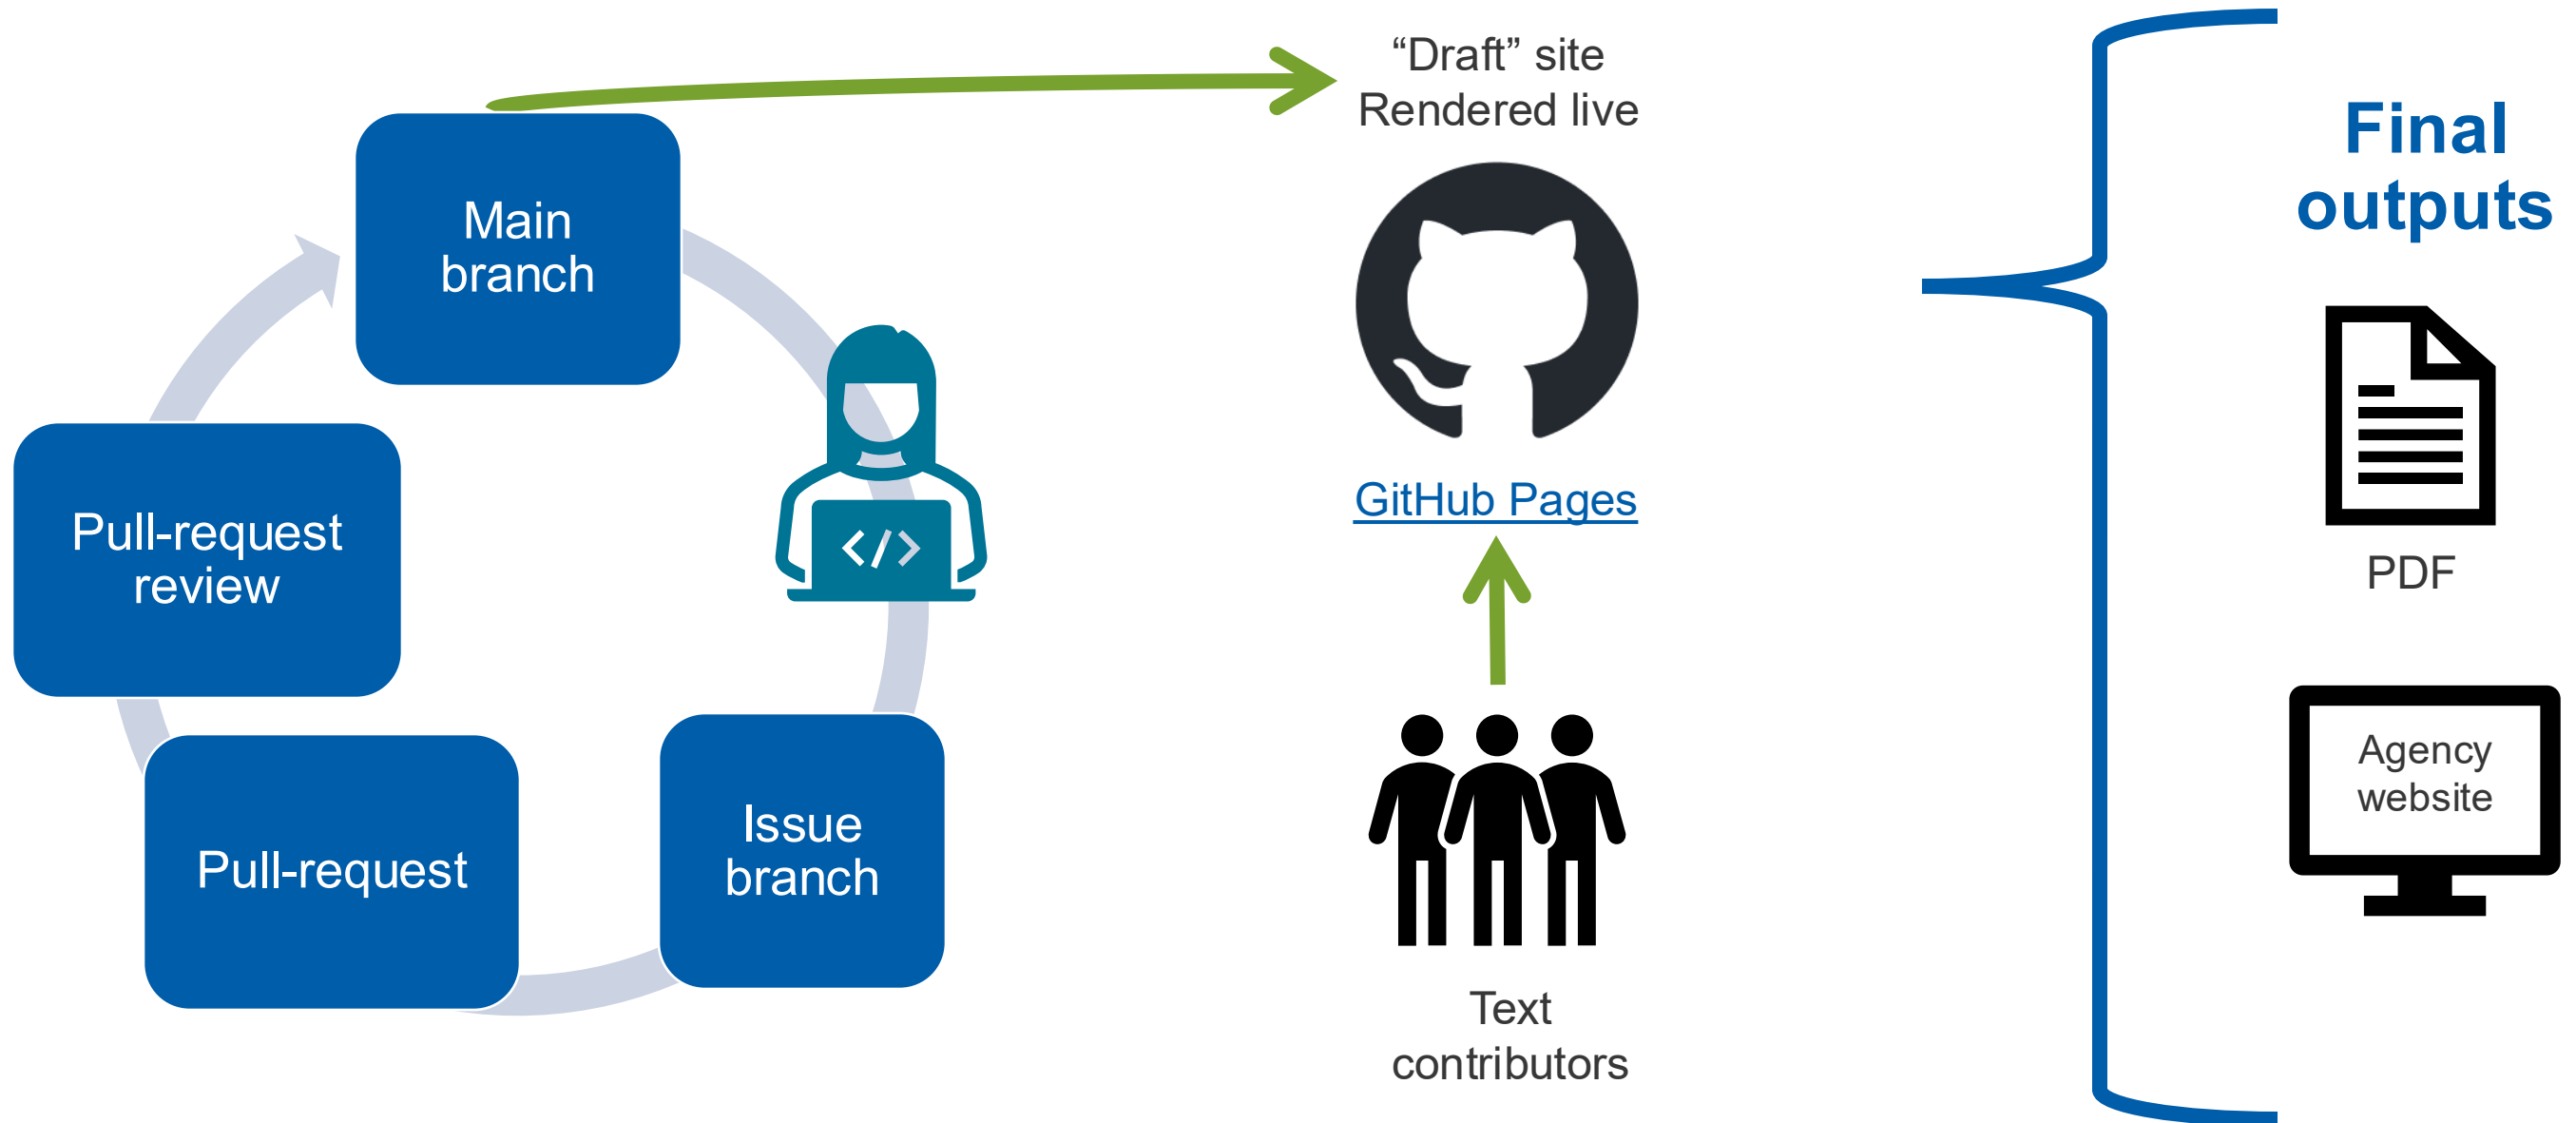 Main
branch
Pull-request
review
Pull-request
Issue
branch
</>
“Draft” site
Rendered live
GitHub Pages
Text
contributors
Final
outputs
PDF
Agency
website